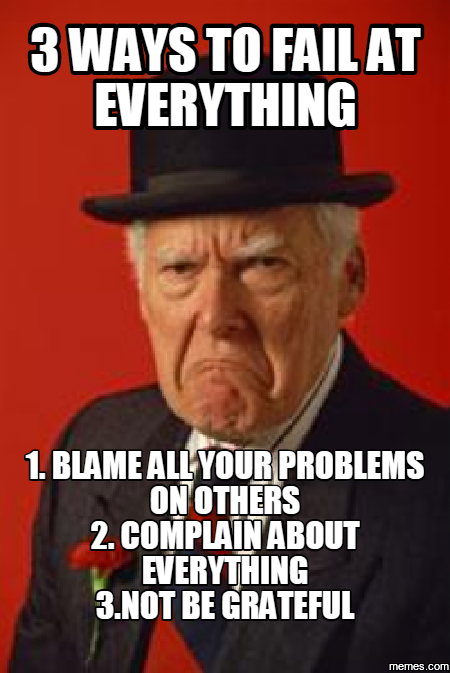 3 WAYS TO FAIL AT
EVERYTHING
1. BLAME ALL YOUR PROBLEMS
ON OTHERS
2. COMPLAIN ABOUT
EVERYTHING
3.NOT BE GRATEFUL
memes.com